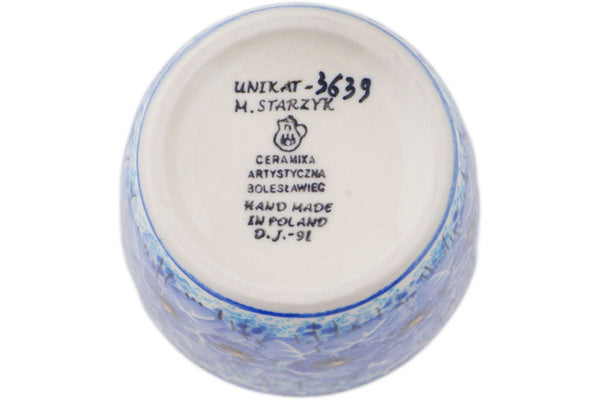 UNIKAT-3639
M. STARZYK
CERAMIKA
ARTYSTYCZNA
BOLESŁAWIEC
HAND MADE
IN POLAND
D.J.-91